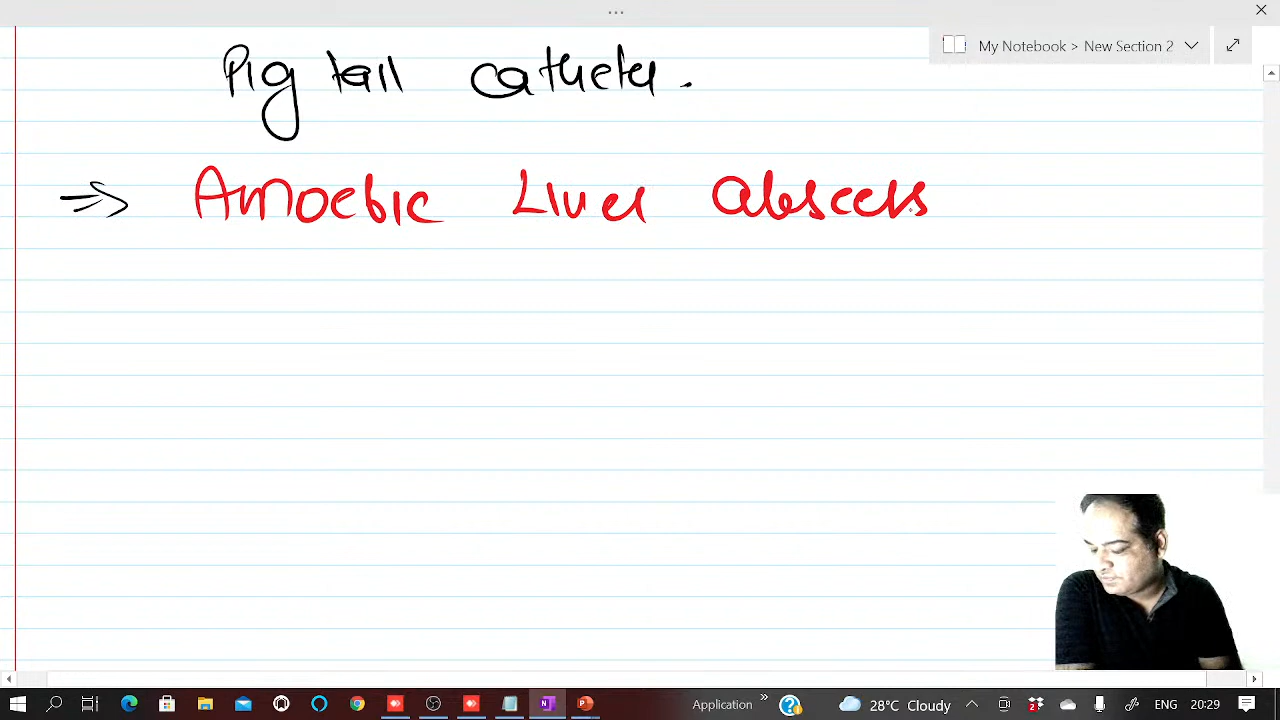 ...
My Notebook > New Section 2
Pig tail catheter.
⇒ Amoebic Liver abscess
Application
»
28°C Cloudy
ENG
20:29